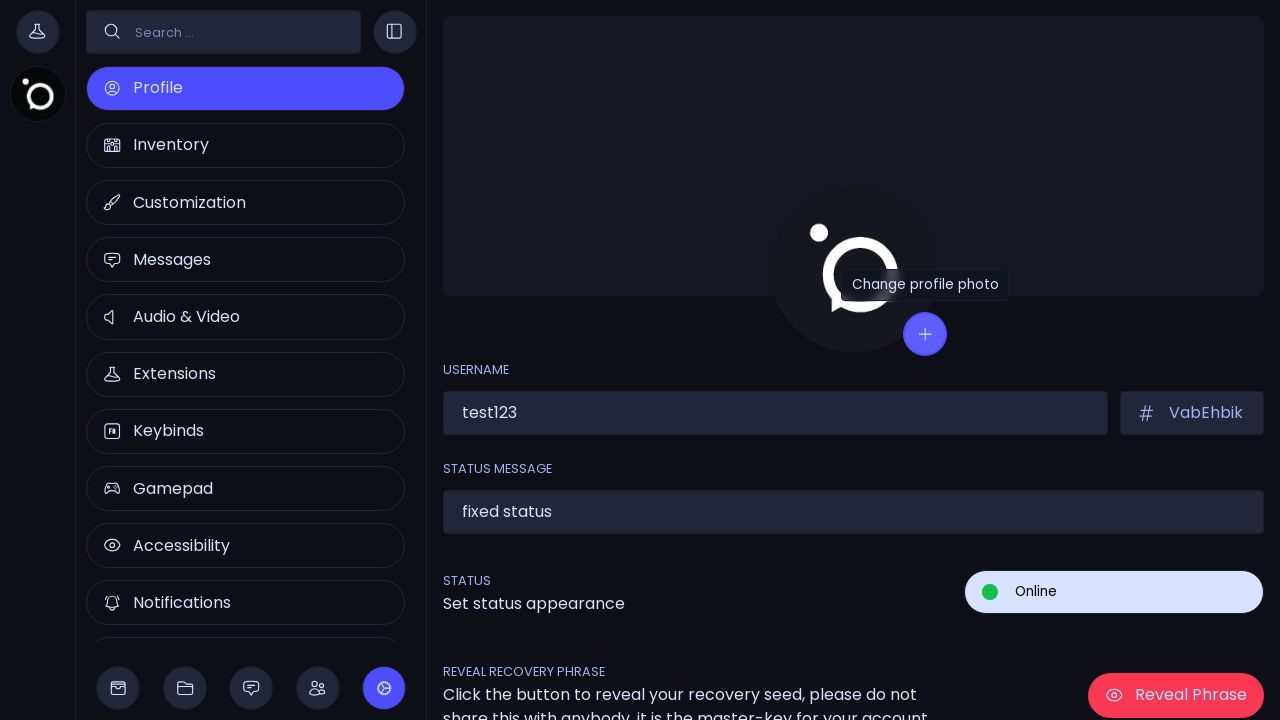 Search ...
Profile
Inventory
Customization
Messages
Audio & Video
Extensions
Keybinds
Gamepad
Accessibility
Notifications
Change profile photo
USERNAME
test123
# VabEhbik
STATUS MESSAGE
fixed status
STATUS
Set status appearance
Online
REVEAL RECOVERY PHRASE
Click the button to reveal your recovery seed, please do not
share this with anybody, it is the master-key for your account.
Reveal Phrase